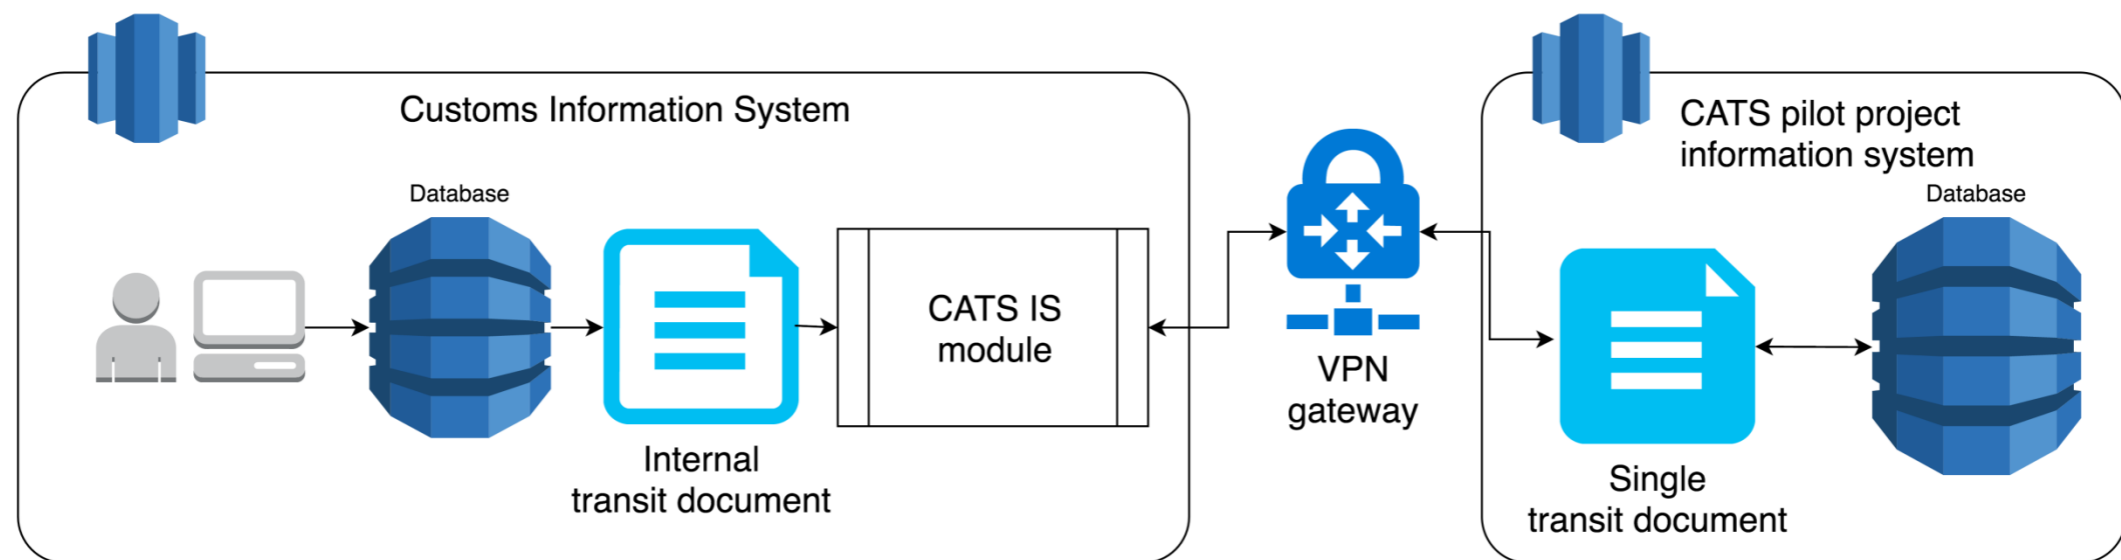 Customs Information System
Database
Internal
transit document
CATS IS
module
VPN
gateway
CATS pilot project
information system
Database
Single
transit document